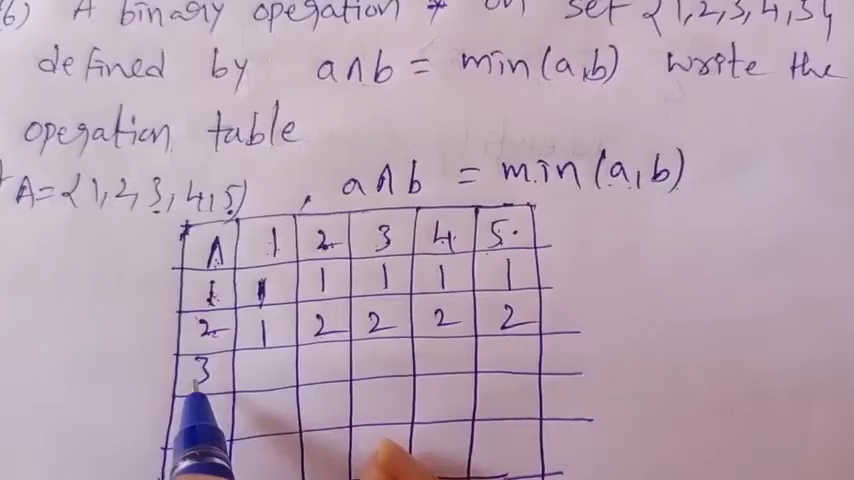 6) A binary operation * on set {1,2,3,4,5}
defined by a∧b = min(a,b) write the
operation table
A={1,2,3,4,5} , a∧b = min(a,b)
∧ 1 2 3 4 5.
1 1 1 1 1 1
2 1 2 2 2 2
3